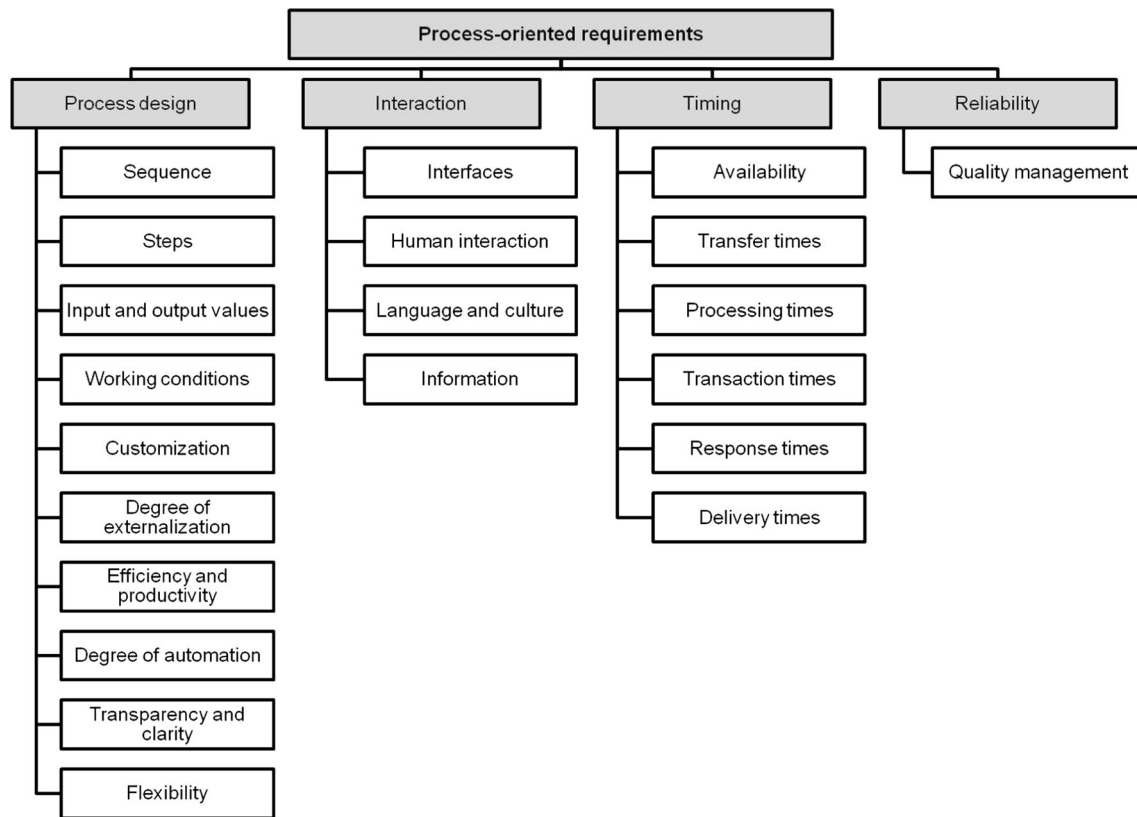 Process-oriented requirements
Process design
Interaction
Timing
Reliability
Sequence
Steps
Input and output values
Working conditions
Customization
Degree of
externalization
Efficiency and
productivity
Degree of automation
Transparency and
clarity
Flexibility
Interfaces
Human interaction
Language and culture
Information
Availability
Transfer times
Processing times
Transaction times
Response times
Delivery times
Quality management